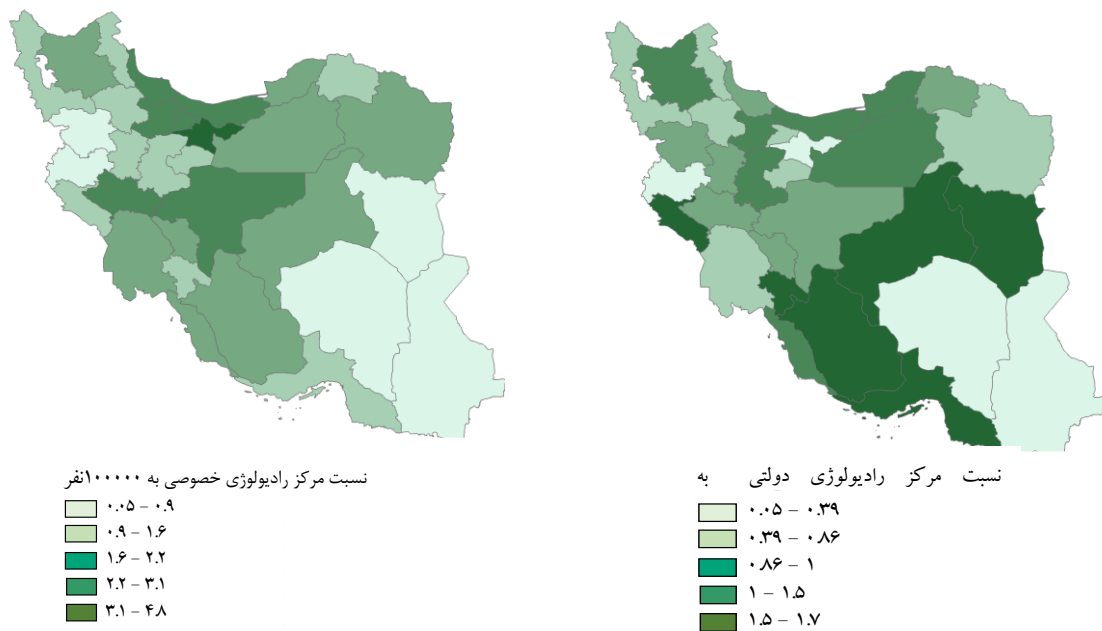 نسبت مرکز رادیولوژی خصوصی به ۱۰۰۰۰۰نفر
۰.۰۵ – ۰.۹
۰.۹ – ۱.۶
۱.۶ – ۲.۲
۲.۲ – ۳.۱
۳.۱ – ۴.۸
نسبت مرکز رادیولوژی دولتی به
۰.۰۵ – ۰.۳۹
۰.۳۹ – ۰.۸۶
۰.۸۶ – ۱
۱ – ۱.۵
۱.۵ – ۱.۷